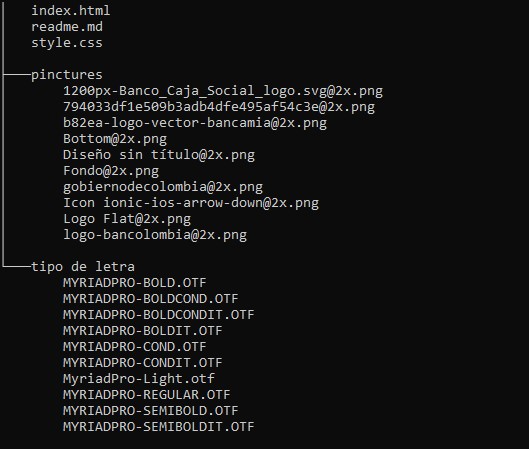 index.html
readme.md
style.css
pinctures
1200px-Banco_Caja_Social_logo.svg@2x.png
794033df1e509b3adb4dfe495af54c3e@2x.png
b82ea-logo-vector-bancamia@2x.png
Bottom@2x.png
Diseño sin título@2x.png
Fondo@2x.png
gobiernodecolombia@2x.png
Icon ionic-ios-arrow-down@2x.png
Logo Flat@2x.png
logo-bancolombia@2x.png
tipo de letra
MYRIADPRO-BOLD.OTF
MYRIADPRO-BOLDCOND.OTF
MYRIADPRO-BOLDCONDIT.OTF
MYRIADPRO-BOLDIT.OTF
MYRIADPRO-COND.OTF
MYRIADPRO-CONDIT.OTF
MyriadPro-Light.otf
MYRIADPRO-REGULAR.OTF
MYRIADPRO-SEMIBOLD.OTF
MYRIADPRO-SEMIBOLDIT.OTF